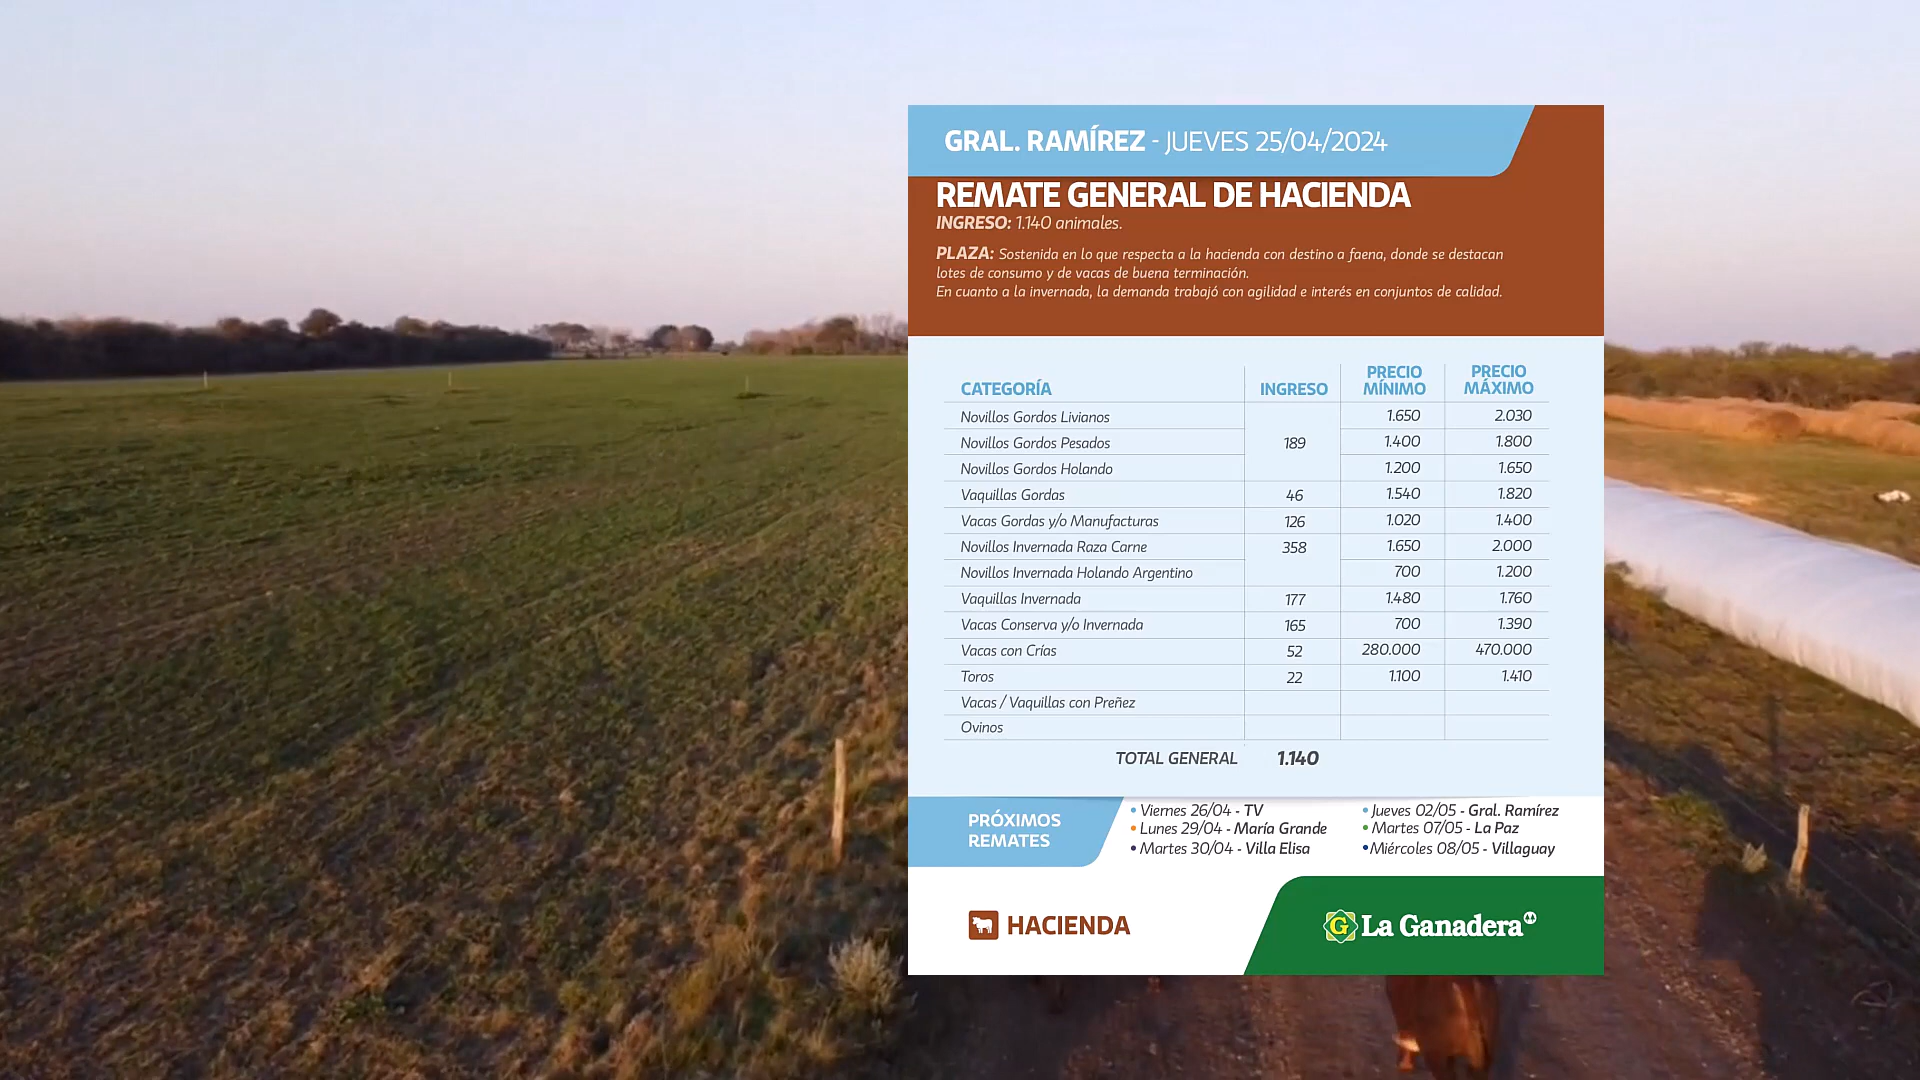 GRAL. RAMÍREZ - JUEVES 25/04/2024
REMATE GENERAL DE HACIENDA
INGRESO: 1.140 animales.
PLAZA: Sostenida en lo que respecta a la hacienda con destino a faena, donde se destacan
lotes de consumo y de vacas de buena terminación.
En cuanto a la invernada, la demanda trabajó con agilidad e interés en conjuntos de calidad.
CATEGORÍA INGRESO PRECIO MÍNIMO PRECIO MÁXIMO
Novillos Gordos Livianos 1.650 2.030
Novillos Gordos Pesados 189 1.400 1.800
Novillos Gordos Holando 1.200 1.650
Vaquillas Gordas 46 1.540 1.820
Vacas Gordas y/o Manufacturas 126 1.020 1.400
Novillos Invernada Raza Carne 358 1.650 2.000
Novillos Invernada Holando Argentino 700 1.200
Vaquillas Invernada 177 1.480 1.760
Vacas Conserva y/o Invernada 165 700 1.390
Vacas con Crías 52 280.000 470.000
Toros 22 1.100 1.410
Vacas / Vaquillas con Preñez
Ovinos
TOTAL GENERAL 1.140
PRÓXIMOS
REMATES
• Viernes 26/04 - TV
• Lunes 29/04 - María Grande
• Martes 30/04 - Villa Elisa
• Jueves 02/05 - Gral. Ramírez
• Martes 07/05 - La Paz
• Miércoles 08/05 - Villaguay
HACIENDA
G La Ganadera